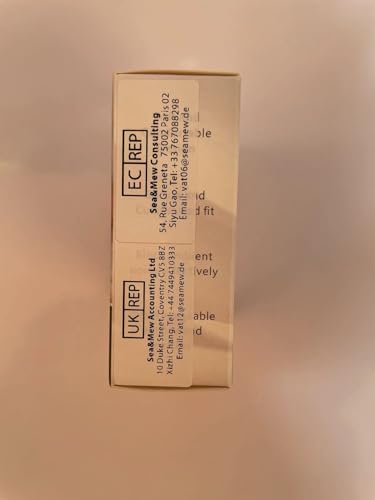 EC REP
Sea&Mew Consulting
54, Rue Greneta 75002 Paris 02
Siyu Gao, Tel: +33 767088298
Email: vat06@seamew.de
UK REP
Sea&Mew Accounting Ltd
10 Duke Street, Coventry CV5 8BZ
Xizhi Chang, Tel: +44 7449410333
Email: vat12@seamew.de
fit